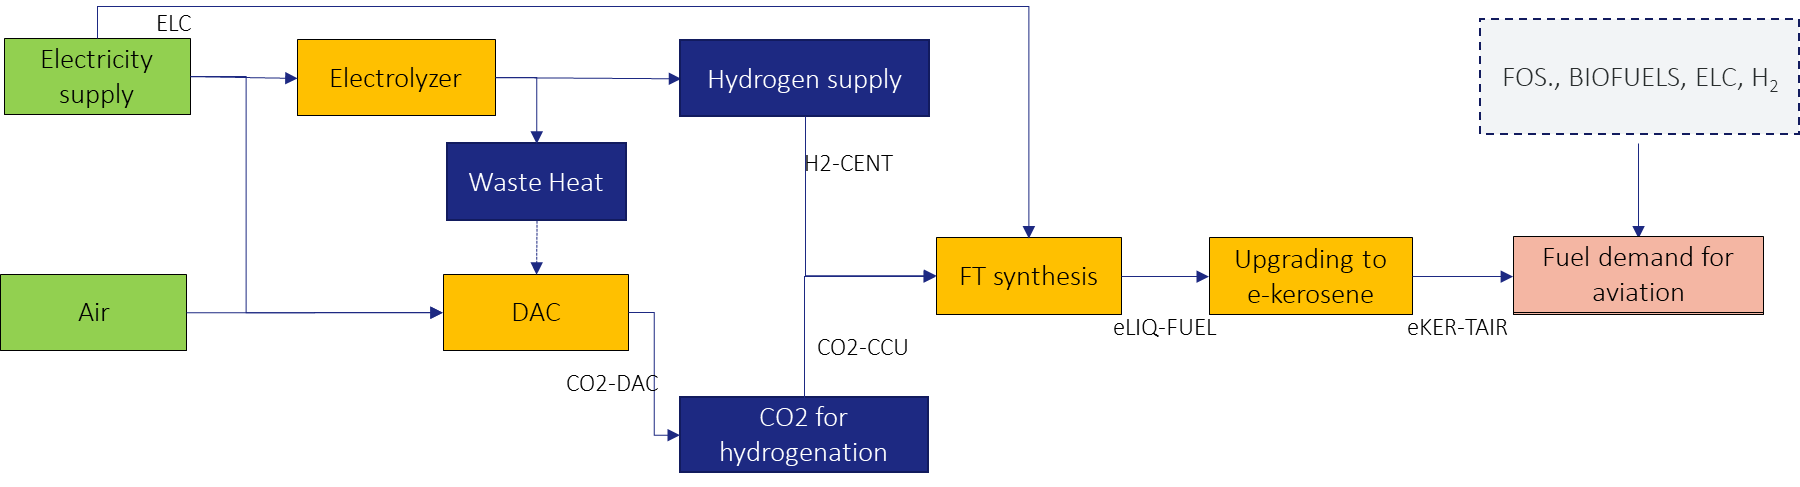 ELC
Electricity
supply
Electrolyzer
Hydrogen supply
FOS., BIOFUELS, ELC, H₂
Waste Heat
H2-CENT
Air
DAC
FT synthesis
Upgrading to
e-kerosene
Fuel demand for
aviation
eLIQ-FUEL
eKER-TAIR
CO2-CCU
CO2-DAC
CO2 for
hydrogenation